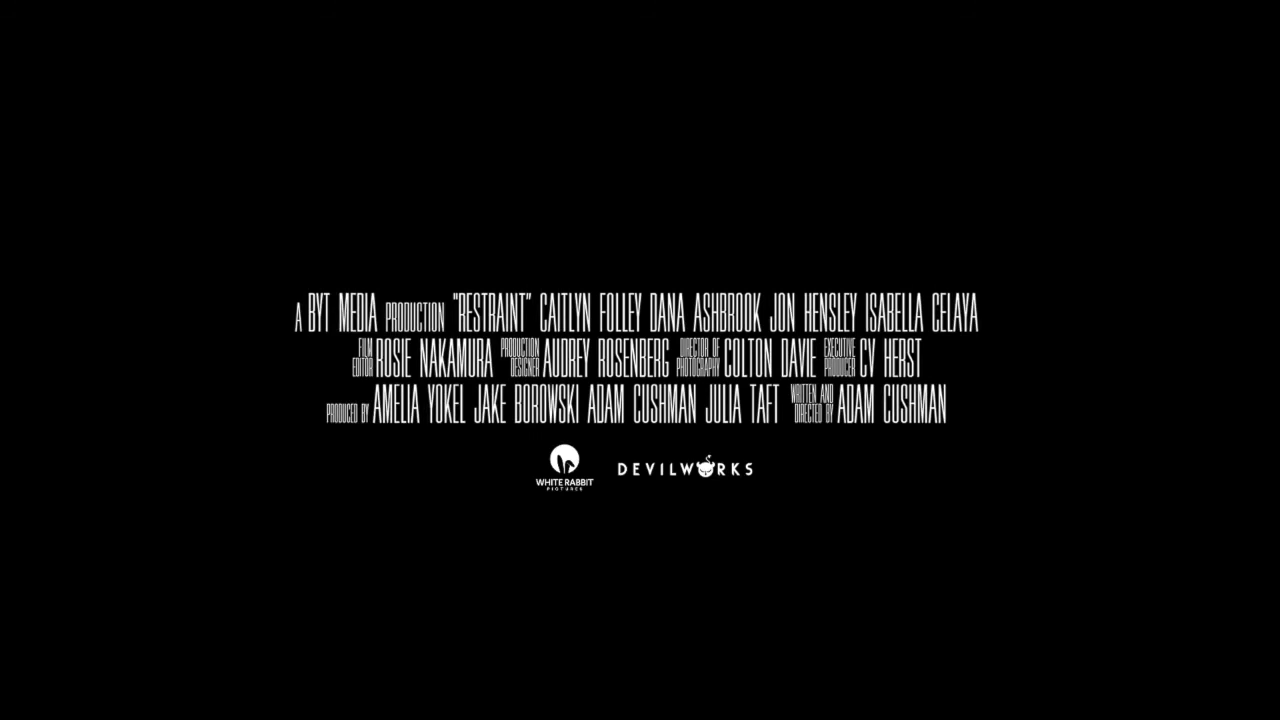 A BYT MEDIA PRODUCTION "RESTRAINT" CAITLYN FOLLEY DANA ASHBROOK JON HENSLEY ISABELLA CELAYA
FILM EDITOR ROSIE NAKAMURA PRODUCTION DESIGNER AUDREY ROSENBERG DIRECTOR OF PHOTOGRAPHY COLTON DAVIE EXECUTIVE PRODUCER CV HERST
PRODUCED BY AMELIA YOKEL JAKE BOROWSKI ADAM CUSHMAN JULIA TAFT WRITTEN AND DIRECTED BY ADAM CUSHMAN
WHITE RABBIT
PICTURES
DEVILWORKS